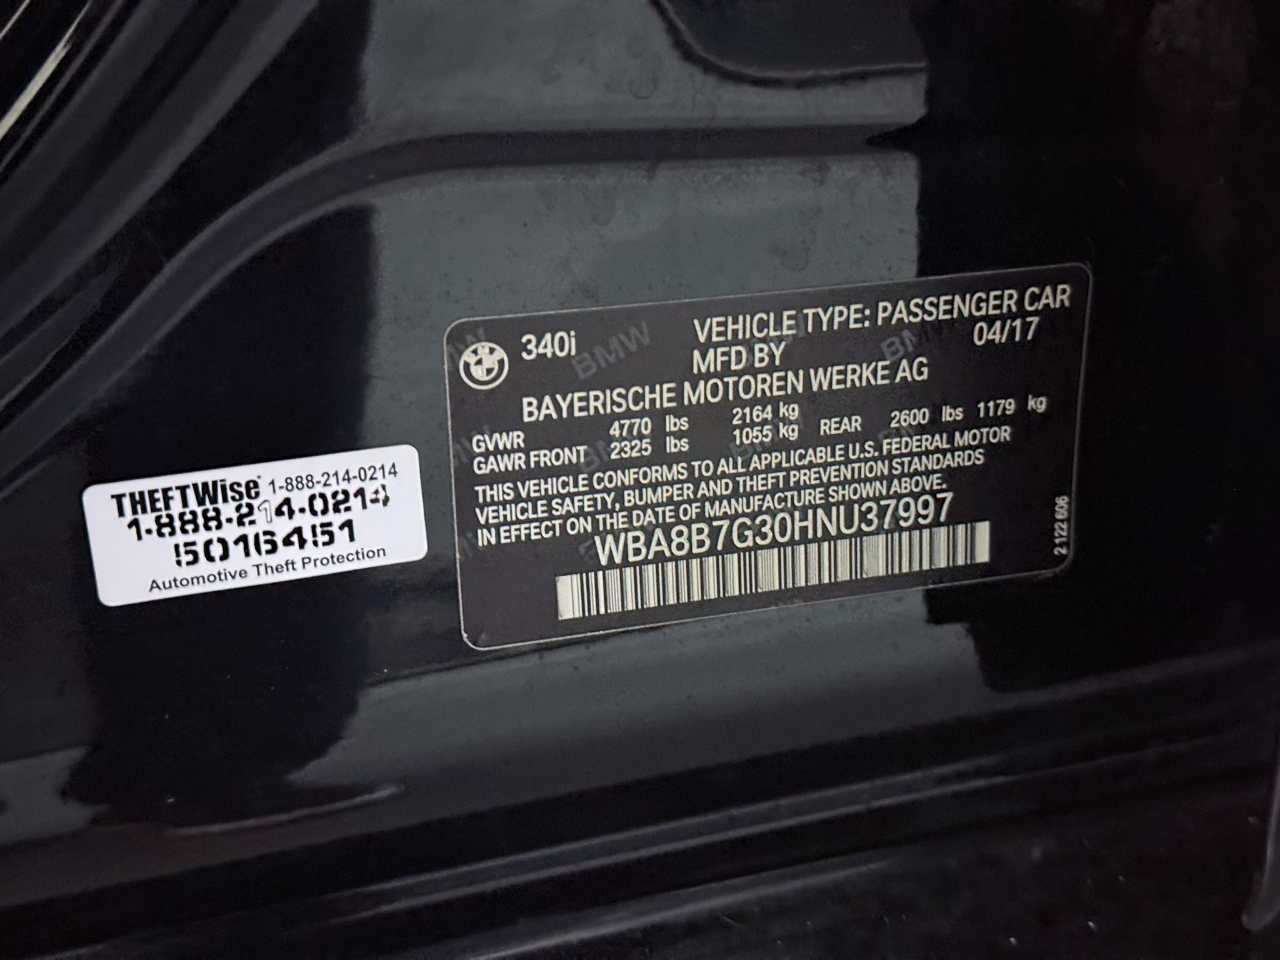 340i
VEHICLE TYPE: PASSENGER CAR
MFD BY
04/17
BAYERISCHE MOTOREN WERKE AG
GVWR 4770 lbs 2164 kg
GAWR FRONT 2325 lbs 1055 kg REAR 2600 lbs 1179 kg
THIS VEHICLE CONFORMS TO ALL APPLICABLE U.S. FEDERAL MOTOR
VEHICLE SAFETY, BUMPER AND THEFT PREVENTION STANDARDS
IN EFFECT ON THE DATE OF MANUFACTURE SHOWN ABOVE.
WBA8B7G30HNU37997
2 122 606
THEFTWise 1-888-214-0214
1-888-214-0214
5016451
Automotive Theft Protection
BMW
BMW
BMW